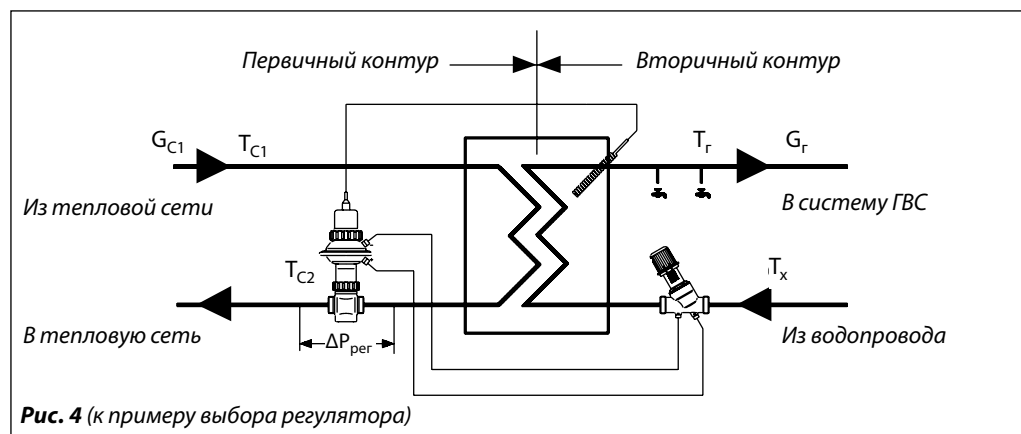 Первичный контур
Вторичный контур
G_C1
T_C1
T_г
G_г
Из тепловой сети
В систему ГВС
T_C2
T_х
В тепловую сеть
ΔP_рег
Из водопровода
Рис. 4 (к примеру выбора регулятора)